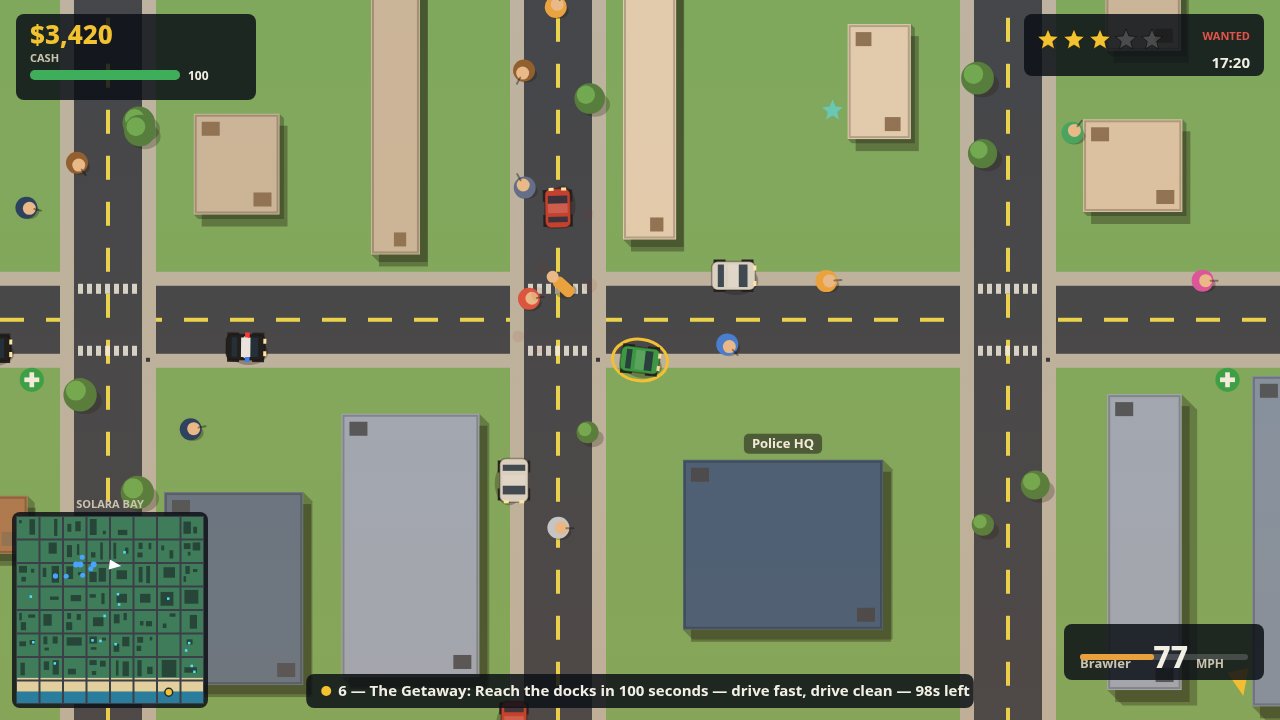 $3,420
CASH
100
WANTED
17:20
Police HQ
SOLARA BAY
6 — The Getaway: Reach the docks in 100 seconds — drive fast, drive clean — 98s left
Brawler 77 MPH